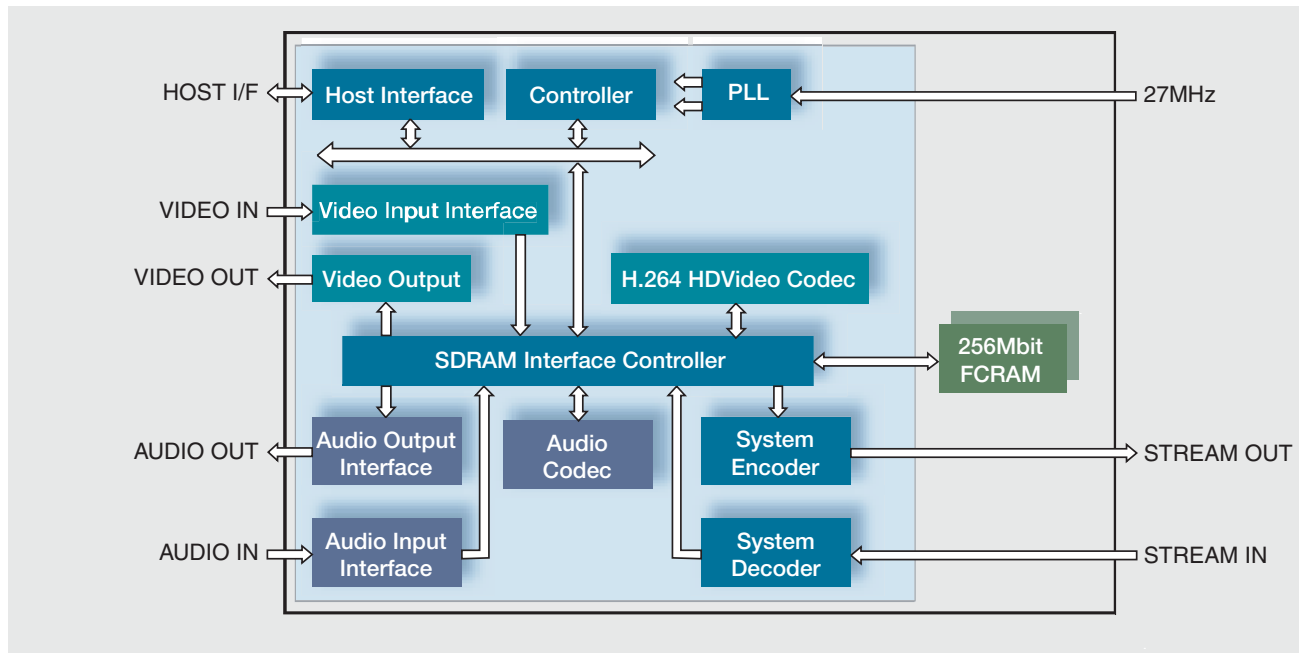 HOST I/F
Host Interface
Controller
PLL
27MHz
VIDEO IN
Video Input Interface
VIDEO OUT
Video Output
H.264 HDVideo Codec
SDRAM Interface Controller
256Mbit
FCRAM
AUDIO OUT
Audio Output
Interface
Audio
Codec
System
Encoder
STREAM OUT
AUDIO IN
Audio Input
Interface
System
Decoder
STREAM IN